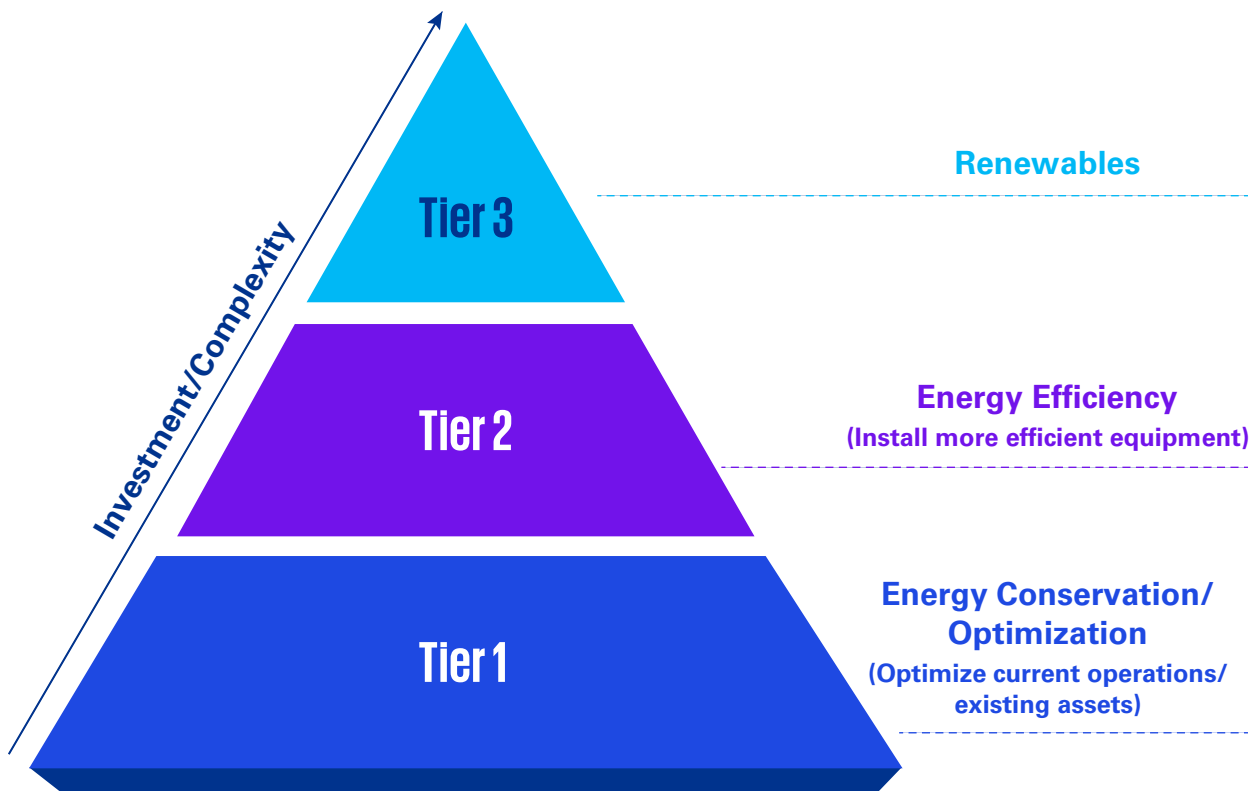 Investment/Complexity
Tier 3
Renewables
Tier 2
Energy Efficiency
(Install more efficient equipment)
Tier 1
Energy Conservation/
Optimization
(Optimize current operations/
existing assets)